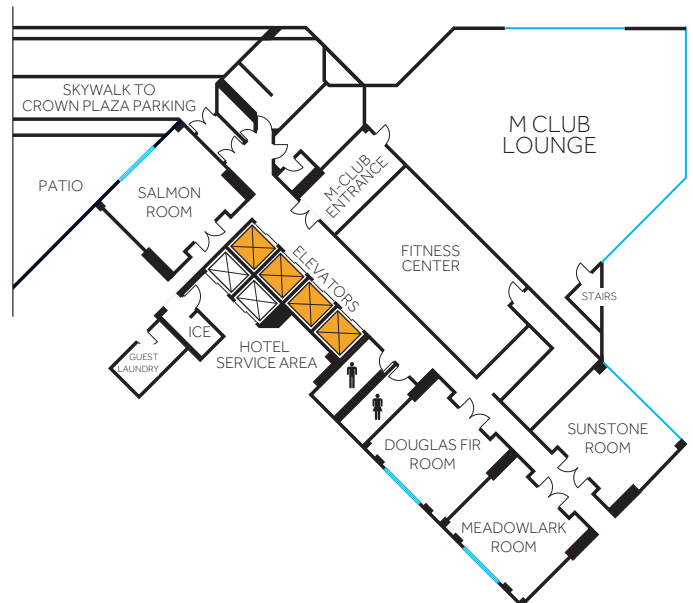 SKYWALK TO
CROWN PLAZA PARKING
M CLUB
LOUNGE
PATIO
SALMON
ROOM
M-CLUB
ENTRANCE
ELEVATORS
FITNESS
CENTER
STAIRS
ICE
GUEST
LAUNDRY
HOTEL
SERVICE AREA
SUNSTONE
ROOM
DOUGLAS FIR
ROOM
MEADOWLARK
ROOM